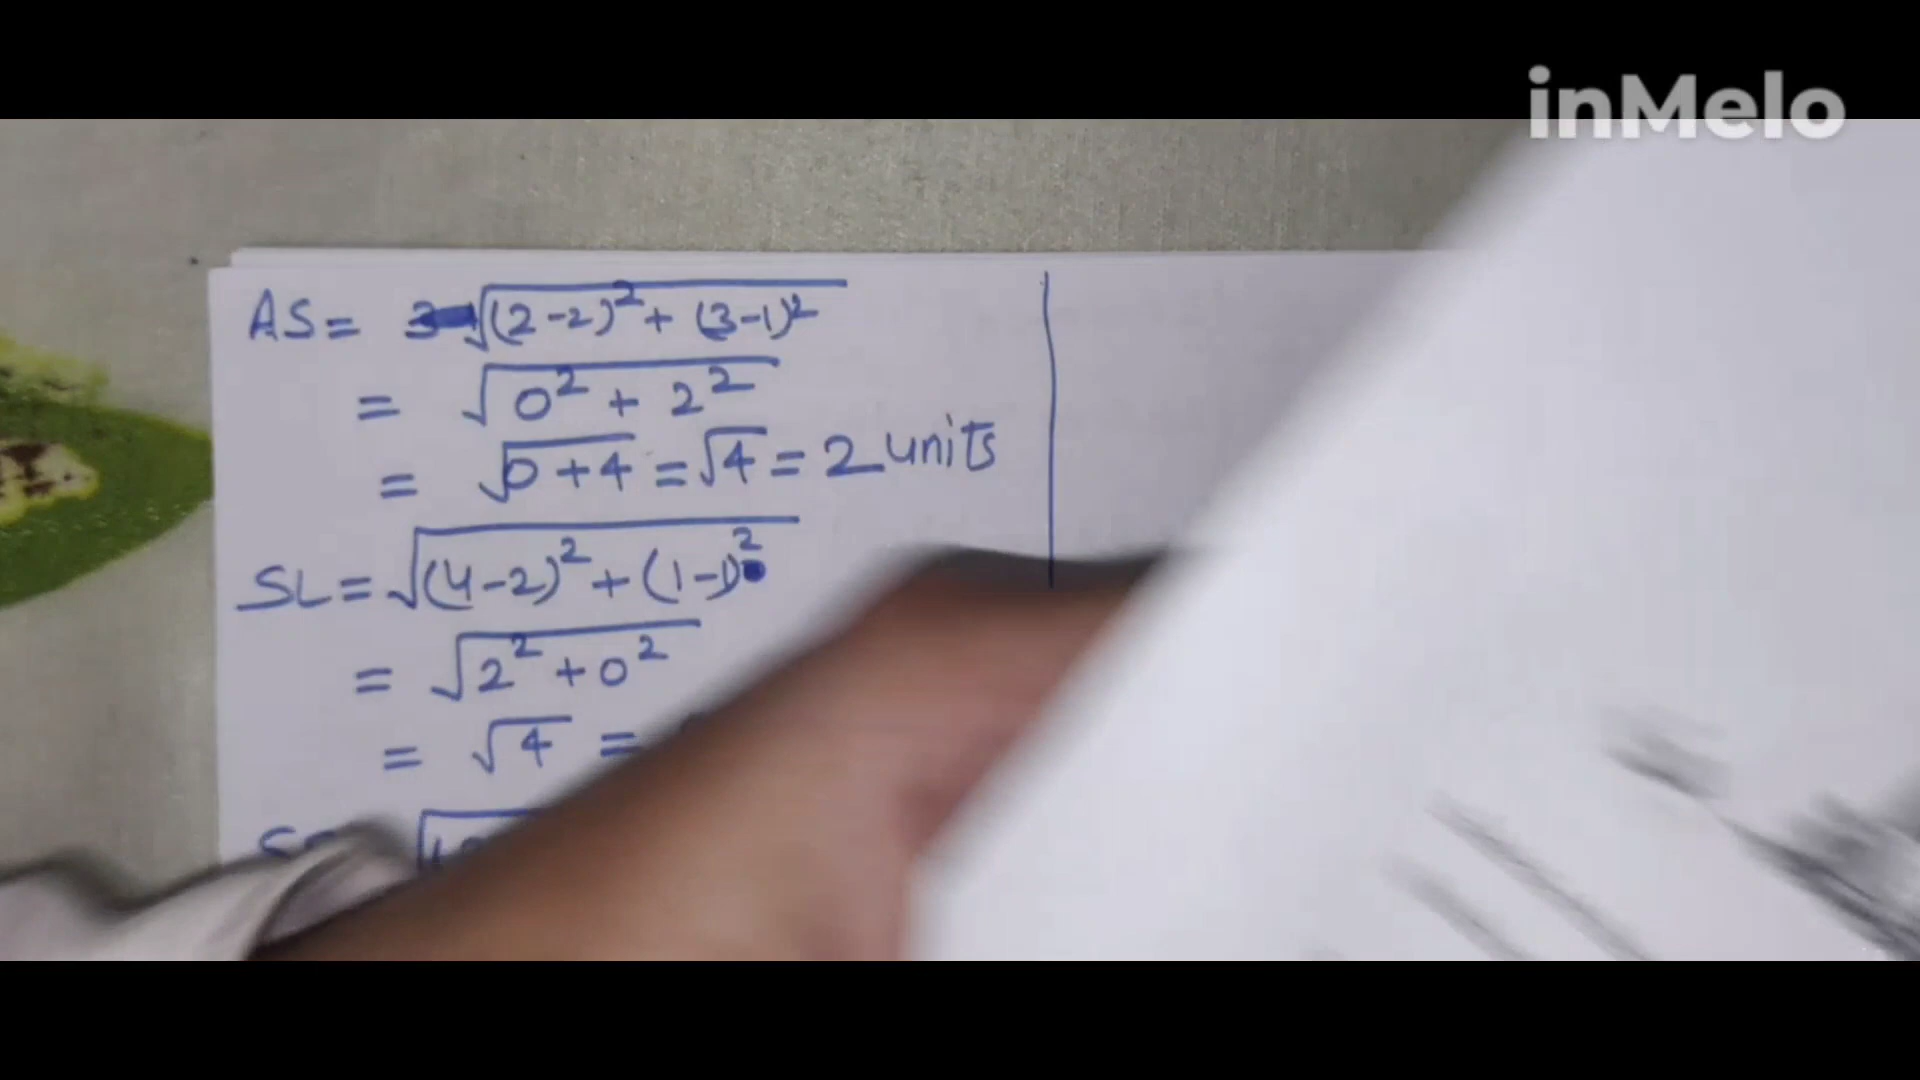 inMelo
AS = √(2-2)² + (3-1)²
= √0² + 2²
= √0+4 = √4 = 2 units
SL = √(4-2)² + (1-1)²
= √2² + 0²
= √4 =